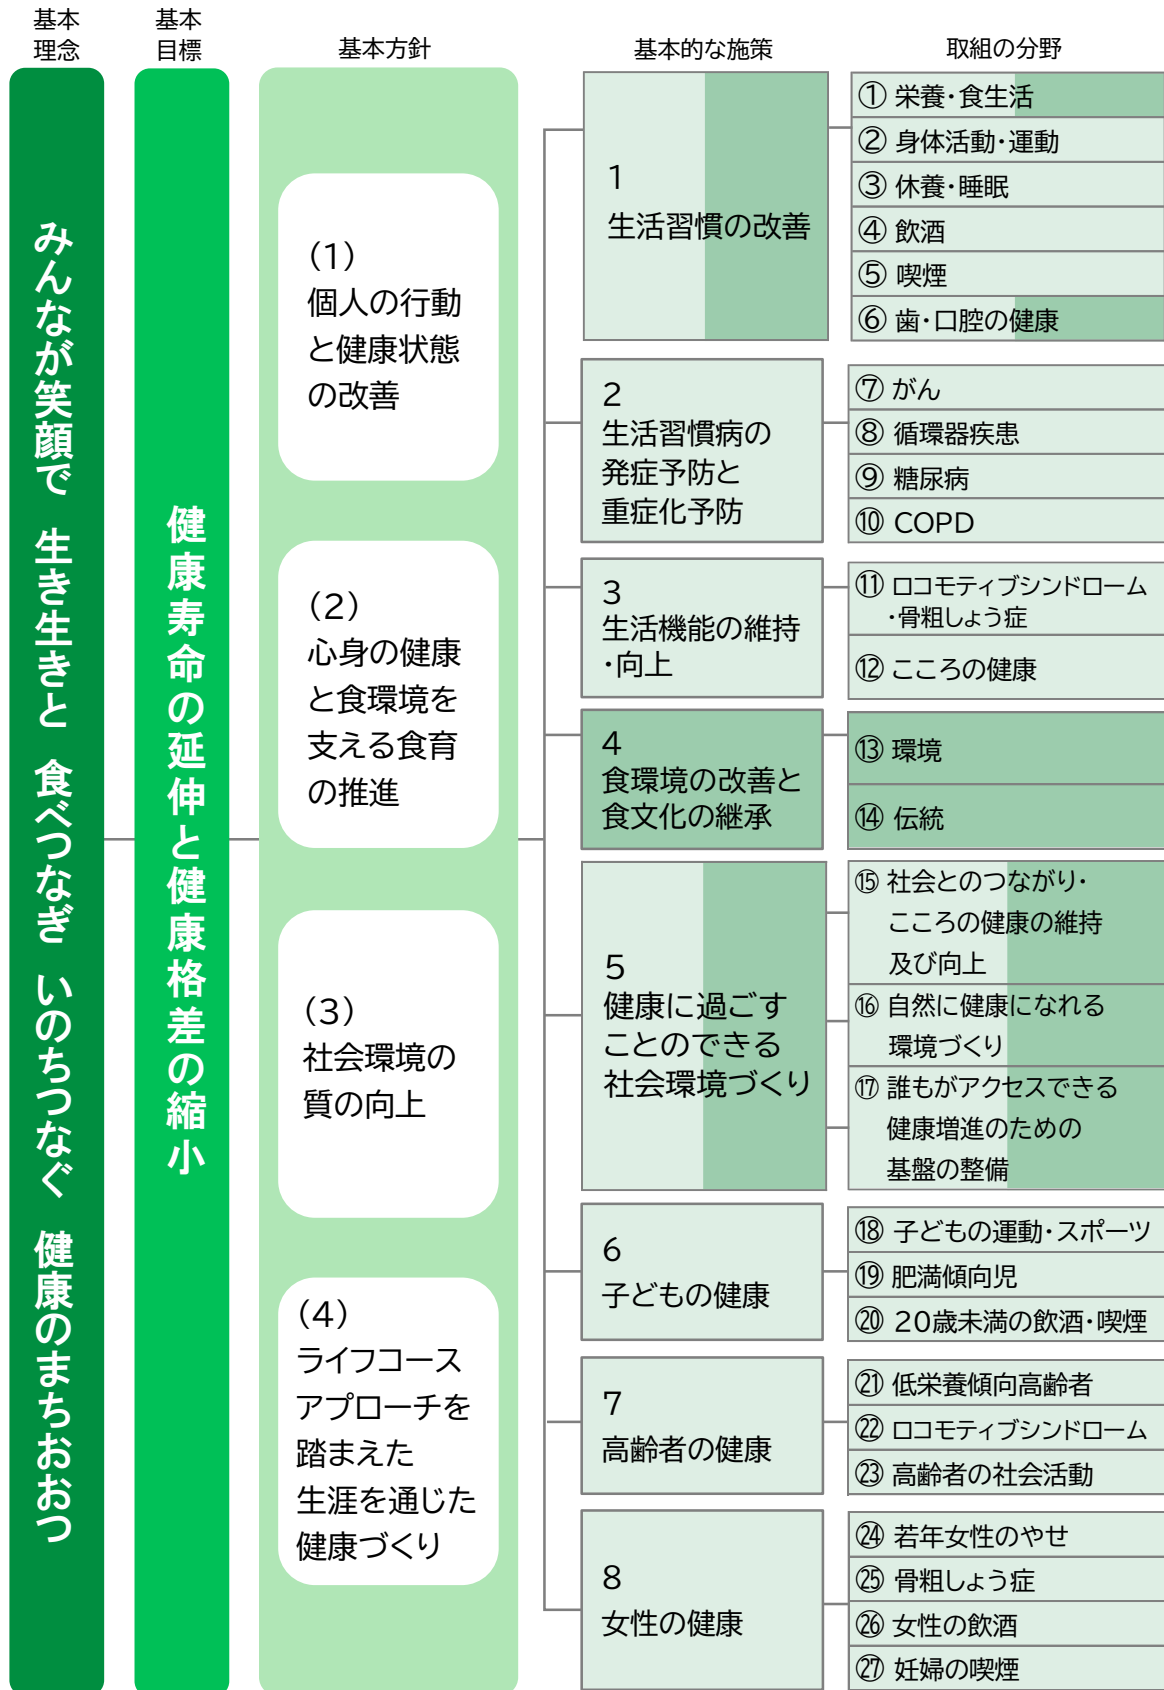 基本
理念
基本
目標
基本方針
基本的な施策
取組の分野
みんなが笑顔で 生き生きと 食べつなぎ いのちつなぐ 健康のまちおおつ
健康寿命の延伸と健康格差の縮小
(1)
個人の行動
と健康状態
の改善
(2)
心身の健康
と食環境を
支える食育
の推進
(3)
社会環境の
質の向上
(4)
ライフコース
アプローチを
踏まえた
生涯を通じた
健康づくり
1
生活習慣の改善
① 栄養・食生活
② 身体活動・運動
③ 休養・睡眠
④ 飲酒
⑤ 喫煙
⑥ 歯・口腔の健康
2
生活習慣病の
発症予防と
重症化予防
⑦ がん
⑧ 循環器疾患
⑨ 糖尿病
⑩ COPD
3
生活機能の維持
・向上
⑪ ロコモティブシンドローム
・骨粗しょう症
⑫ こころの健康
4
食環境の改善と
食文化の継承
⑬ 環境
⑭ 伝統
5
健康に過ごす
ことのできる
社会環境づくり
⑮ 社会とのつながり・
こころの健康の維持
及び向上
⑯ 自然に健康になれる
環境づくり
⑰ 誰もがアクセスできる
健康増進のための
基盤の整備
6
子どもの健康
⑱ 子どもの運動・スポーツ
⑲ 肥満傾向児
⑳ 20歳未満の飲酒・喫煙
7
高齢者の健康
㉑ 低栄養傾向高齢者
㉒ ロコモティブシンドローム
㉓ 高齢者の社会活動
8
女性の健康
㉔ 若年女性のやせ
㉕ 骨粗しょう症
㉖ 女性の飲酒
㉗ 妊婦の喫煙